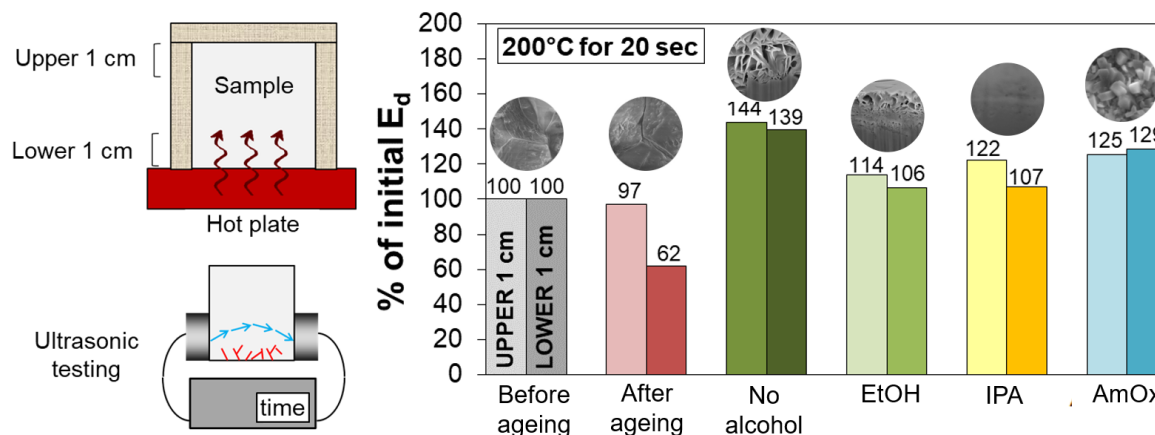 Upper 1 cm
Sample
Lower 1 cm
Hot plate
Ultrasonic
testing
time
% of initial Ed
200
180
160
140
120
100
80
60
40
20
0
200°C for 20 sec
100 100
97
62
144
139
114
106
122
107
125
129
UPPER 1 cm
LOWER 1 cm
Before
ageing
After
ageing
No
alcohol
EtOH
IPA
AmOx